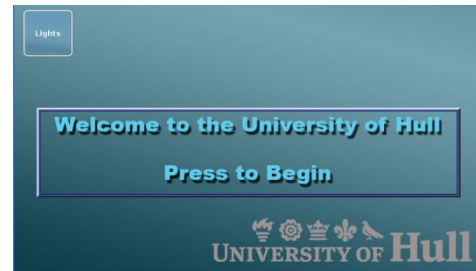 Lights
Welcome to the University of Hull
Press to Begin
UNIVERSITY OF Hull